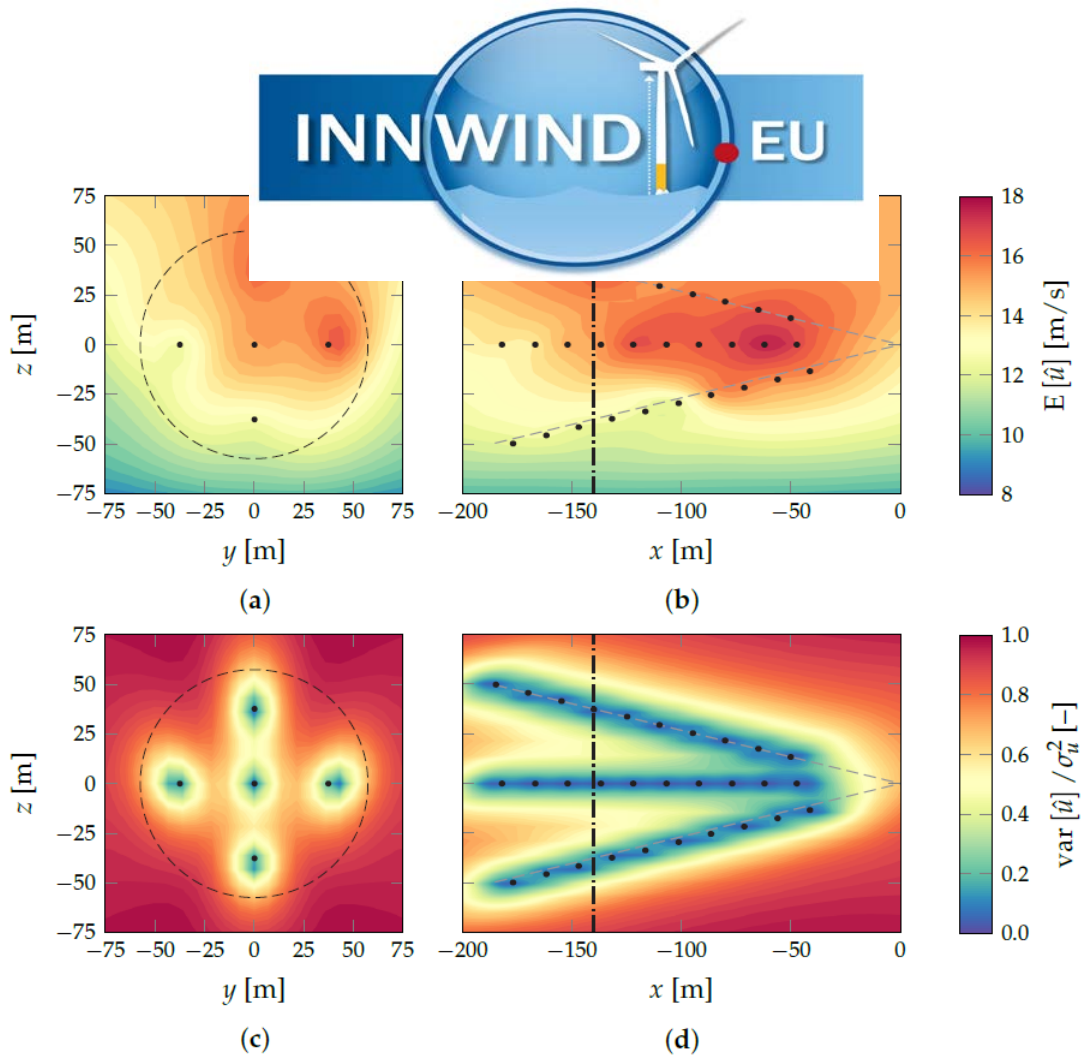 INNWIND.EU
75
50
25
0
−25
−50
−75
z [m]
−75 −50 −25 0 25 50 75
y [m]
(a)
−200 −150 −100 −50 0
x [m]
(b)
18
16
14
12
10
8
E [û] [m/s]
75
50
25
0
−25
−50
−75
z [m]
−75 −50 −25 0 25 50 75
y [m]
(c)
−200 −150 −100 −50 0
x [m]
(d)
1.0
0.8
0.6
0.4
0.2
0.0
var [û] / σ²ᵤ [−]